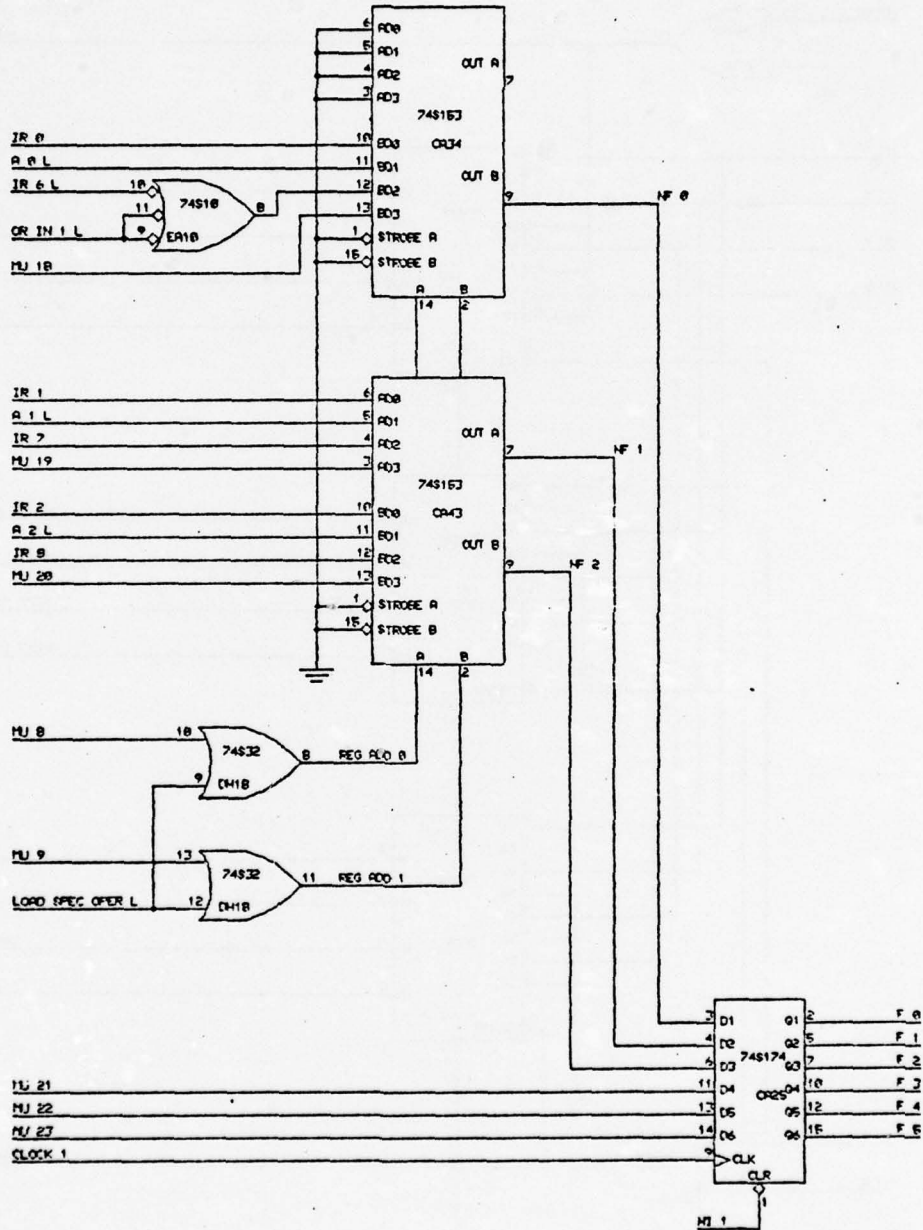 6 AD0
5 AD1
4 AD2
3 AD3
OUT A
7
74S153
CA34
IR 0
10 BD0
A 0 L
11 BD1
OUT B
IR 6 L
10
12 BD2
9
NF 0
74S10
8
11
13 BD3
OR IN 1 L
9
EA10
1 STROBE A
MU 18
15 STROBE B
A B
14 2
IR 1
6 AD0
A 1 L
5 AD1
OUT A
IR 7
4 AD2
7
NF 1
MU 19
3 AD3
74S153
IR 2
10 BD0
CA43
A 2 L
11 BD1
OUT B
IR 8
12 BD2
9
NF 2
MU 20
13 BD3
1 STROBE A
15 STROBE B
A B
14 2
MU 8
10
74S32
8
REG ADD 0
9
DH18
MU 9
13
74S32
11
REG ADD 1
LOAD SPEC OPER L
12
DH18
3 D1 Q1 2 F 0
4 D2 Q2 5 F 1
74S174
6 D3 Q3 7 F 2
MU 21
11 D4 Q4 10 F 3
CA25
MU 22
13 D5 Q5 12 F 4
MU 23
14 D6 Q6 15 F 5
CLOCK 1
9 CLK
CLR
1
HI 1